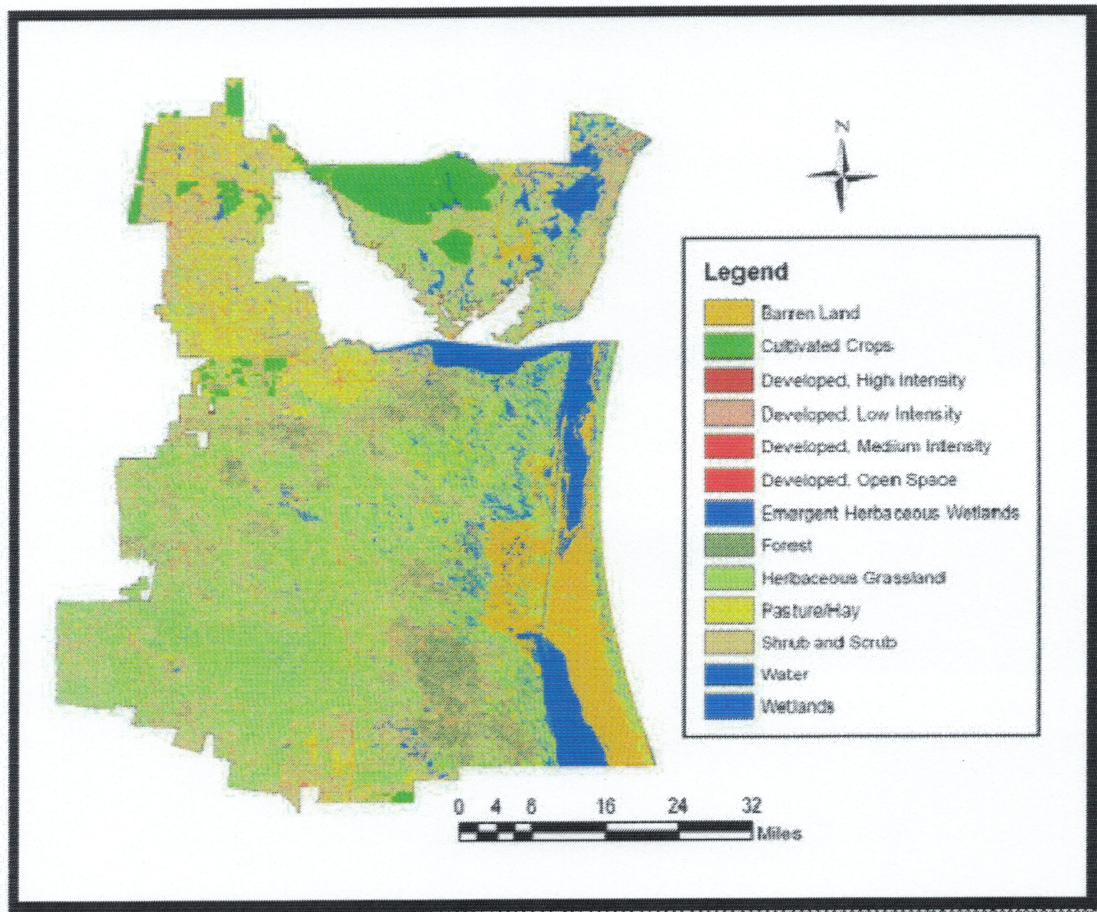 N
Legend
Barren Land
Cultivated Crops
Developed, High Intensity
Developed, Low Intensity
Developed, Medium Intensity
Developed, Open Space
Emergent Herbaceous Wetlands
Forest
Herbaceous Grassland
Pasture/Hay
Shrub and Scrub
Water
Wetlands
0 4 8 16 24 32
Miles